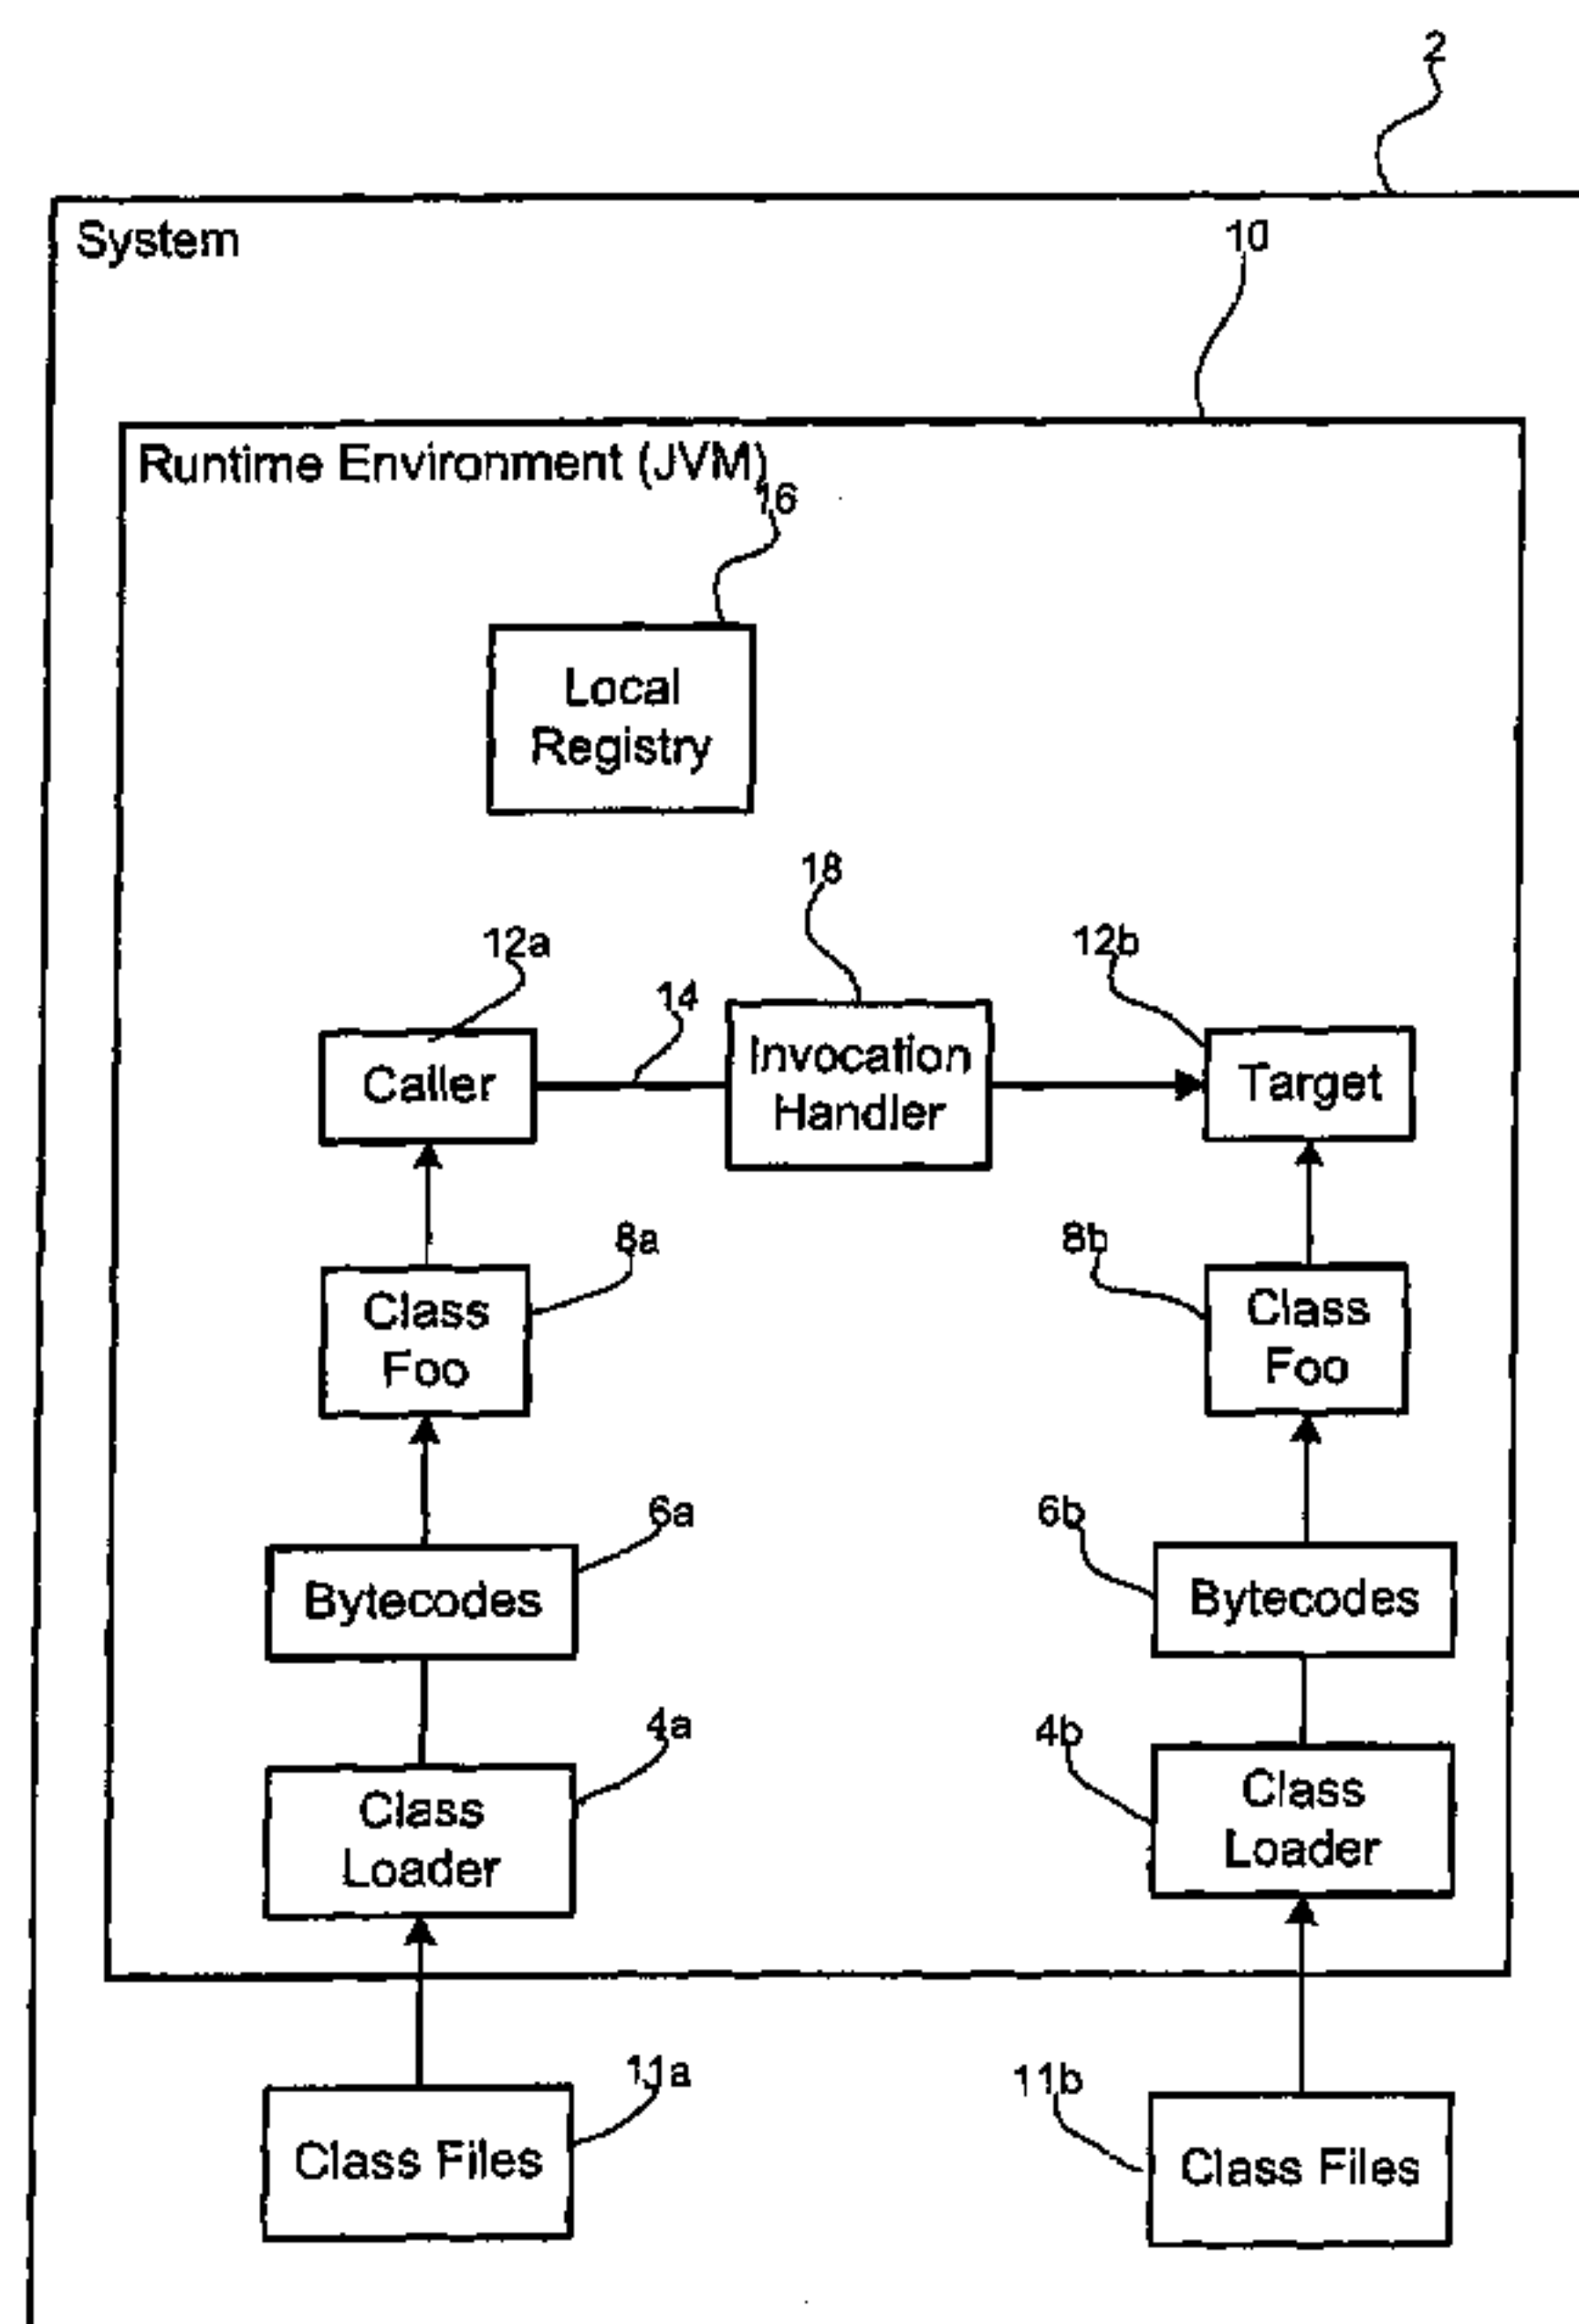 2
System
10
Runtime Environment (JVM)
16
Local
Registry
18
12a
14
12b
Caller
Invocation
Handler
Target
8a
8b
Class
Foo
Class
Foo
6a
6b
Bytecodes
Bytecodes
4a
4b
Class
Loader
Class
Loader
11a
11b
Class Files
Class Files